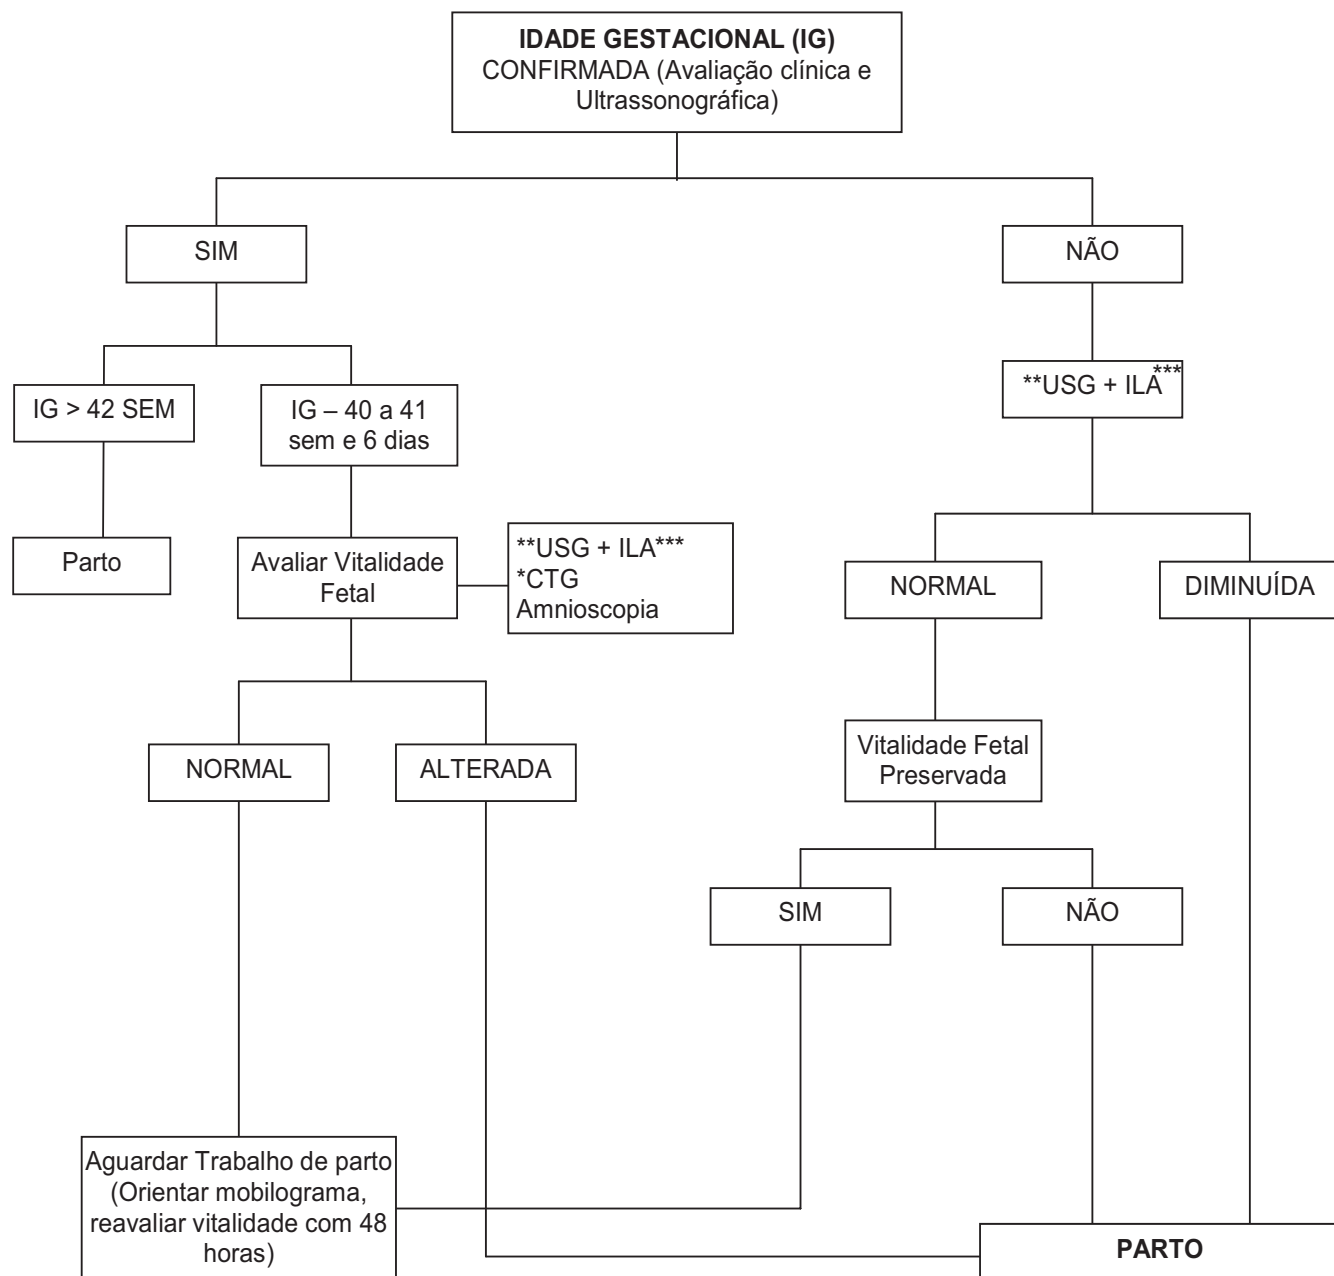 IDADE GESTACIONAL (IG)
CONFIRMADA (Avaliação clínica e
Ultrassonográfica)
SIM
NÃO
IG > 42 SEM
IG – 40 a 41
sem e 6 dias
**USG + ILA***
Parto
Avaliar Vitalidade
Fetal
**USG + ILA***
*CTG
Amnioscopia
NORMAL
DIMINUÍDA
NORMAL
ALTERADA
Vitalidade Fetal
Preservada
SIM
NÃO
Aguardar Trabalho de parto
(Orientar mobilograma,
reavaliar vitalidade com 48
horas)
PARTO